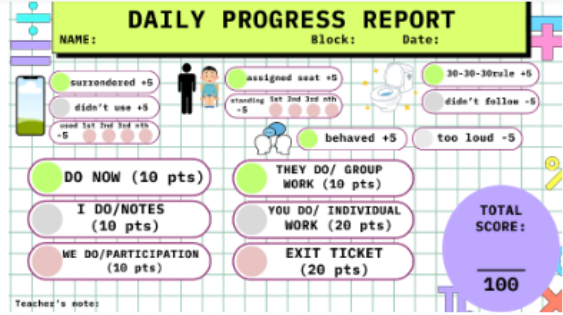 DAILY PROGRESS REPORT
NAME: Block: Date:
surrendered +5
didn't use +5
used 1st 2nd 3rd nth
-5
assigned seat +5
standing 1st 2nd 3rd nth
-5
30-30-30rule +5
didn't follow -5
behaved +5
too loud -5
DO NOW (10 pts)
I DO/NOTES
(10 pts)
WE DO/PARTICIPATION
(10 pts)
THEY DO/ GROUP
WORK (10 pts)
YOU DO/ INDIVIDUAL
WORK (20 pts)
EXIT TICKET
(20 pts)
TOTAL
SCORE:
100
Teacher's note: